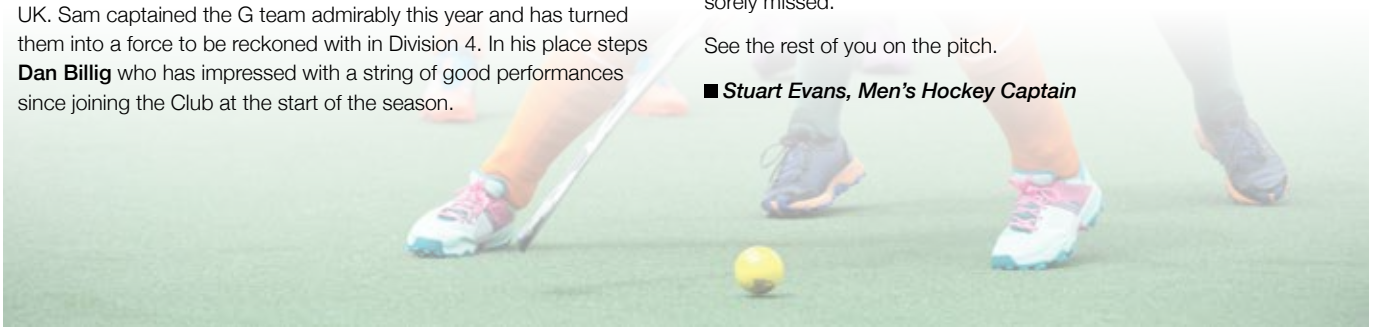 UK. Sam captained the G team admirably this year and has turned
them into a force to be reckoned with in Division 4. In his place steps
Dan Billig who has impressed with a string of good performances
since joining the Club at the start of the season.
sorely missed.
See the rest of you on the pitch.
■ Stuart Evans, Men's Hockey Captain